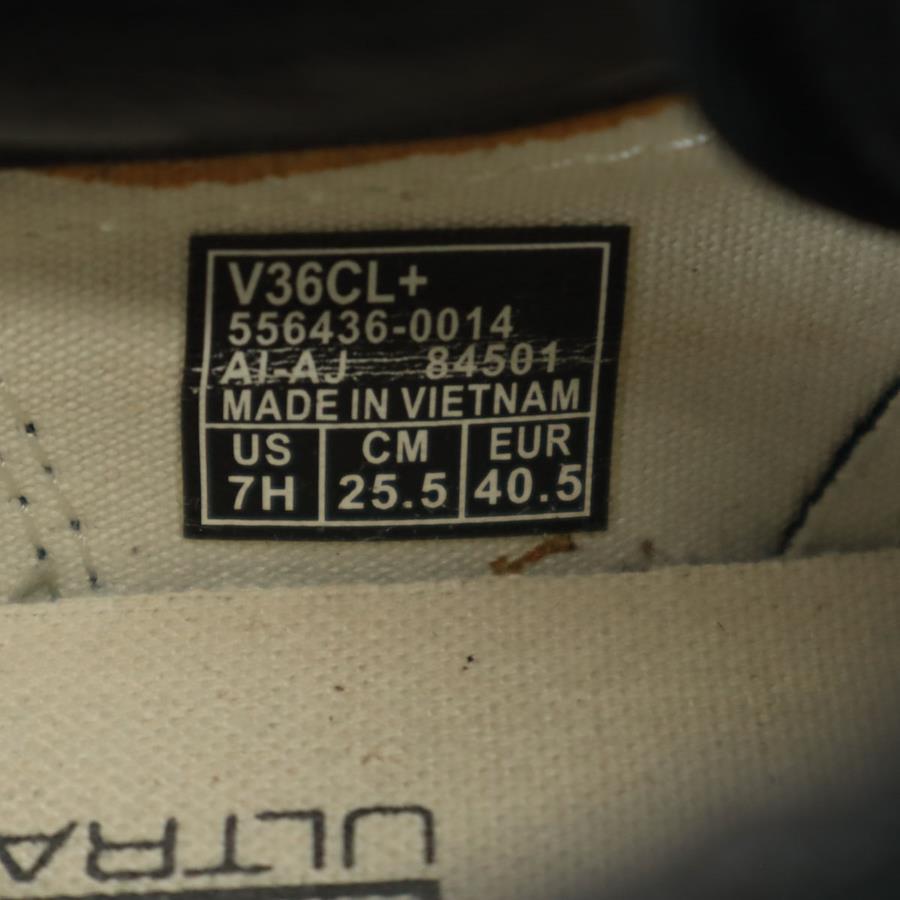 V36CL+
556436-0014
AI-AJ 84501
MADE IN VIETNAM
US CM EUR
7H 25.5 40.5
ULTRA